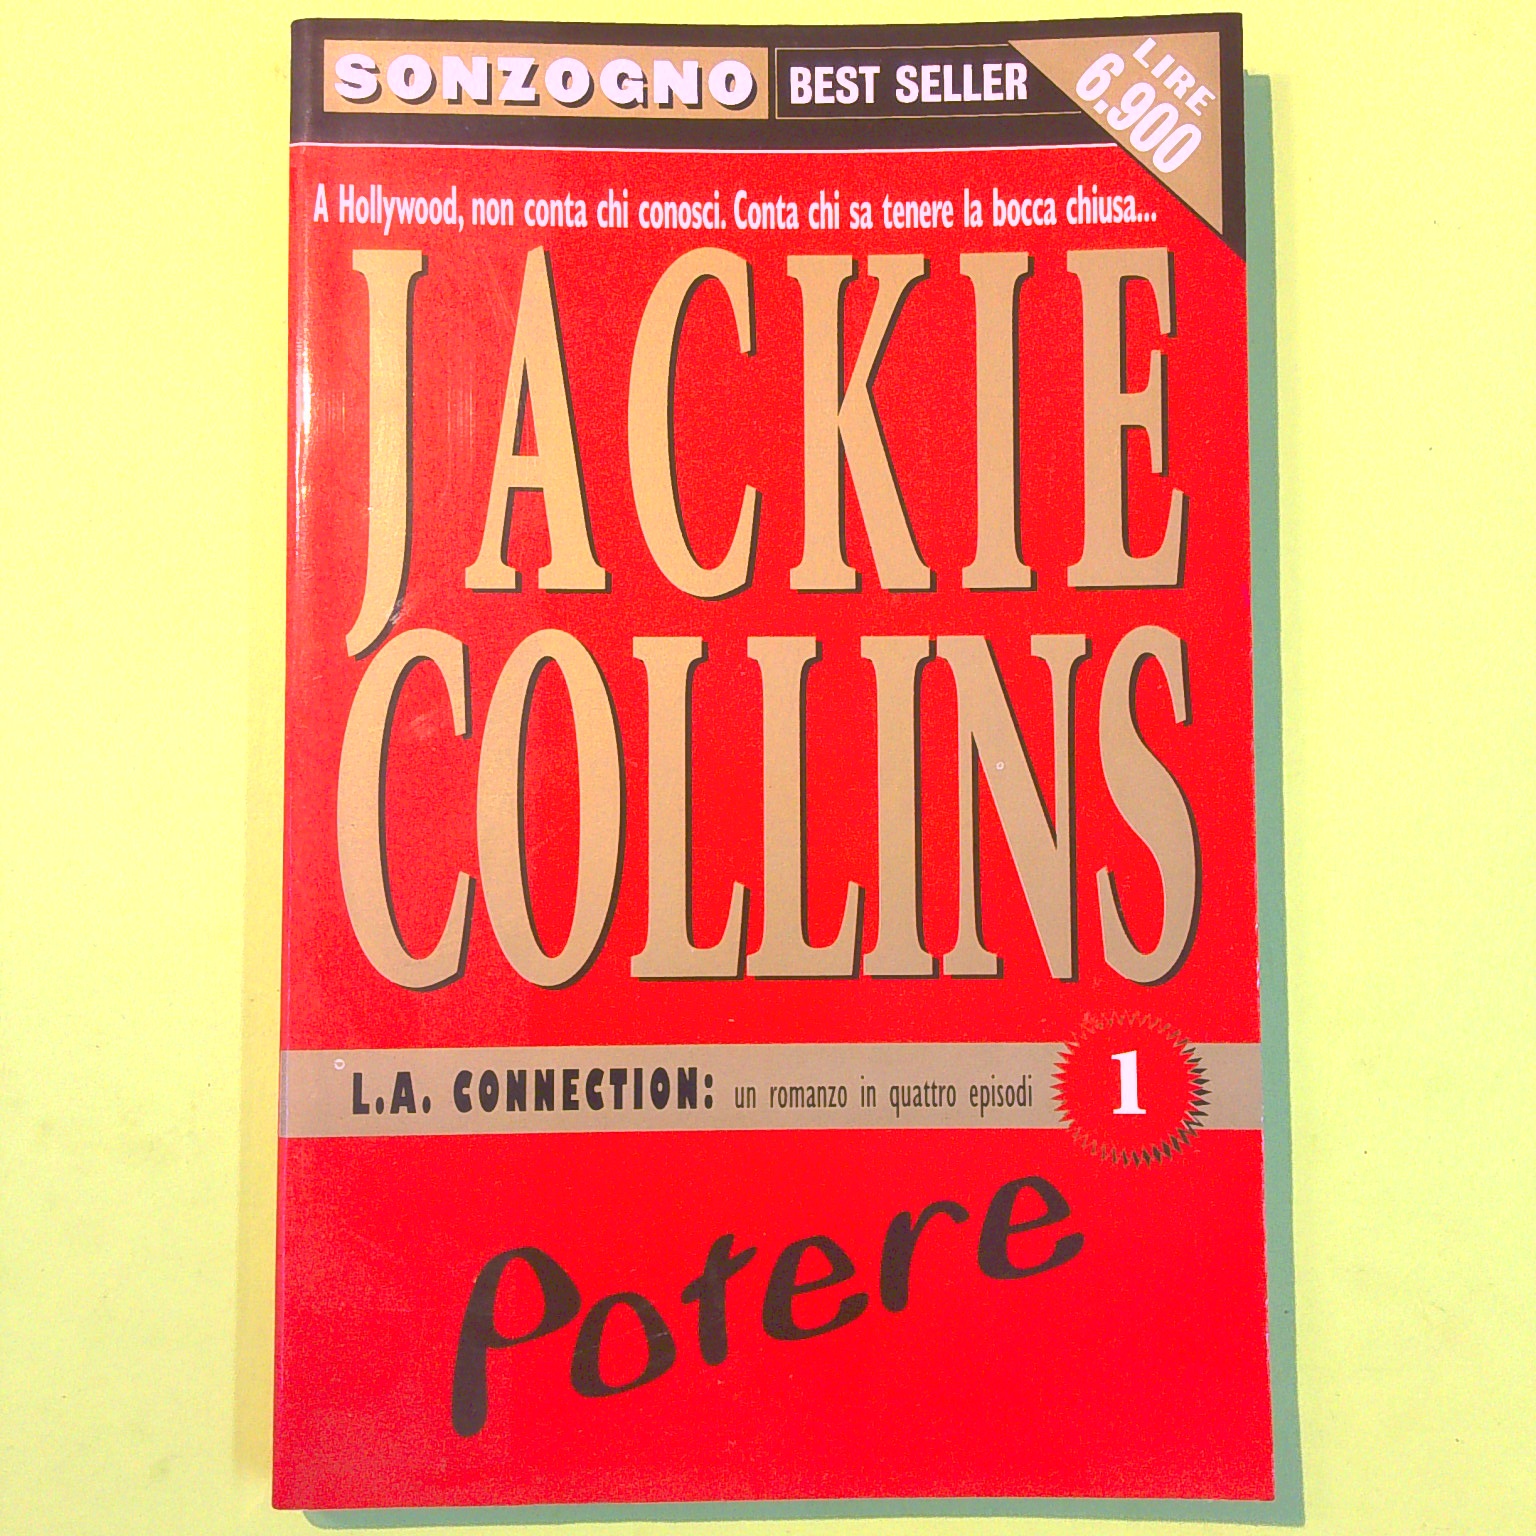 SONZOGNO BEST SELLER
LIRE
6.900
A Hollywood, non conta chi conosci. Conta chi sa tenere la bocca chiusa...
JACKIE
COLLINS
L.A. CONNECTION: un romanzo in quattro episodi 1
Potere